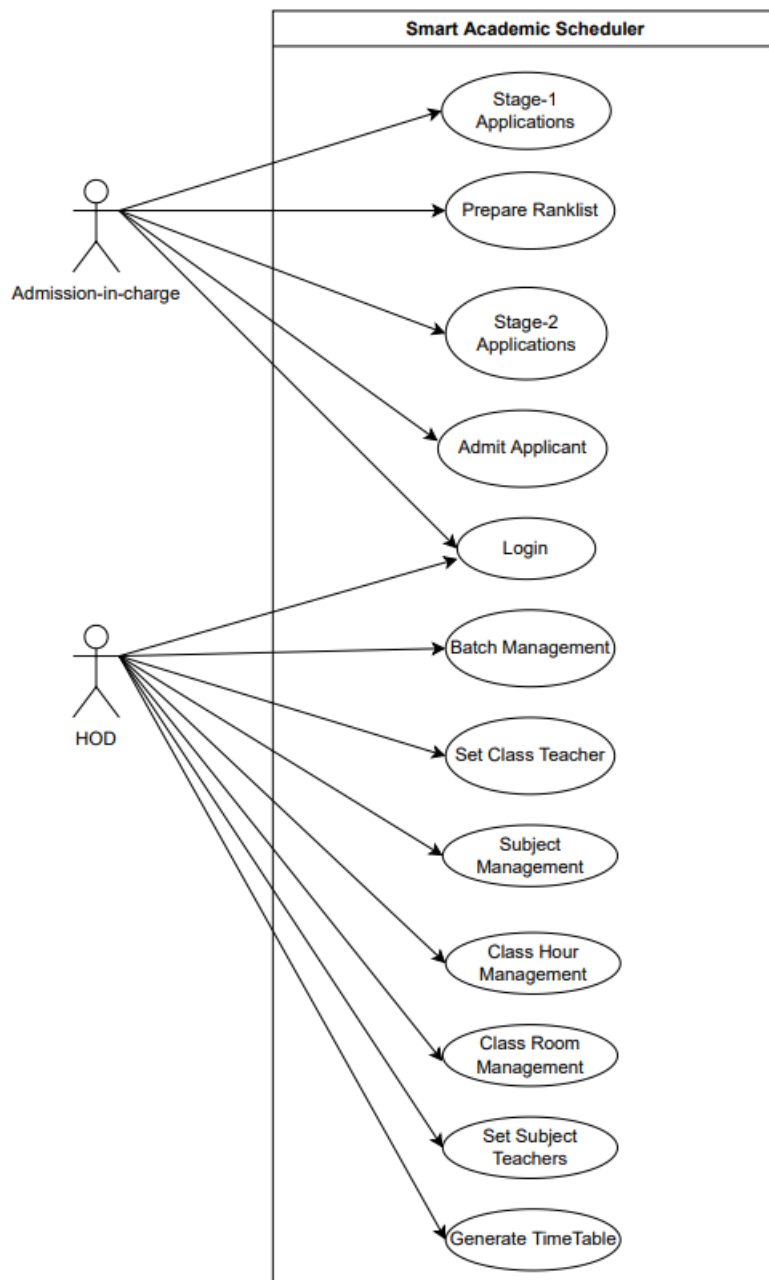 Smart Academic Scheduler
Stage-1
Applications
Prepare Ranklist
Admission-in-charge
Stage-2
Applications
Admit Applicant
Login
Batch Management
HOD
Set Class Teacher
Subject
Management
Class Hour
Management
Class Room
Management
Set Subject
Teachers
Generate TimeTable